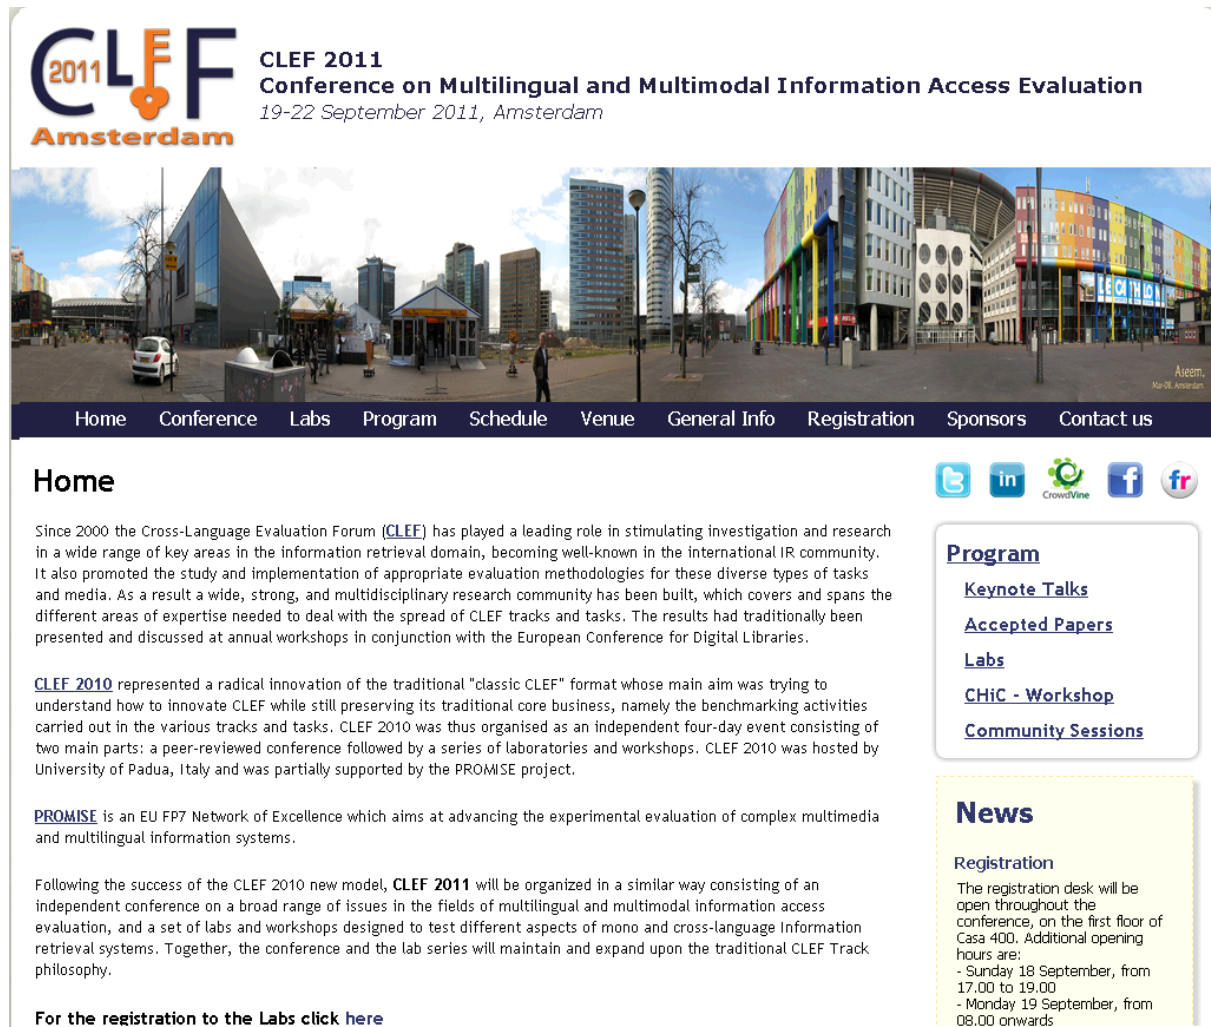 2011
CLEF
Amsterdam
CLEF 2011
Conference on Multilingual and Multimodal Information Access Evaluation
19-22 September 2011, Amsterdam
DECATHLON
Aseem,
Mar-08, Amsterdam
Home Conference Labs Program Schedule Venue General Info Registration Sponsors Contact us
Home
in CrowdVine f fr
Since 2000 the Cross-Language Evaluation Forum (CLEF) has played a leading role in stimulating investigation and research
in a wide range of key areas in the information retrieval domain, becoming well-known in the international IR community.
It also promoted the study and implementation of appropriate evaluation methodologies for these diverse types of tasks
and media. As a result a wide, strong, and multidisciplinary research community has been built, which covers and spans the
different areas of expertise needed to deal with the spread of CLEF tracks and tasks. The results had traditionally been
presented and discussed at annual workshops in conjunction with the European Conference for Digital Libraries.
CLEF 2010 represented a radical innovation of the traditional "classic CLEF" format whose main aim was trying to
understand how to innovate CLEF while still preserving its traditional core business, namely the benchmarking activities
carried out in the various tracks and tasks. CLEF 2010 was thus organised as an independent four-day event consisting of
two main parts: a peer-reviewed conference followed by a series of laboratories and workshops. CLEF 2010 was hosted by
University of Padua, Italy and was partially supported by the PROMISE project.
PROMISE is an EU FP7 Network of Excellence which aims at advancing the experimental evaluation of complex multimedia
and multilingual information systems.
Following the success of the CLEF 2010 new model, CLEF 2011 will be organized in a similar way consisting of an
independent conference on a broad range of issues in the fields of multilingual and multimodal information access
evaluation, and a set of labs and workshops designed to test different aspects of mono and cross-language Information
retrieval systems. Together, the conference and the lab series will maintain and expand upon the traditional CLEF Track
philosophy.
For the registration to the Labs click here
Program
Keynote Talks
Accepted Papers
Labs
CHiC - Workshop
Community Sessions
News
Registration
The registration desk will be
open throughout the
conference, on the first floor of
Casa 400. Additional opening
hours are:
- Sunday 18 September, from
17.00 to 19.00
- Monday 19 September, from
08.00 onwards